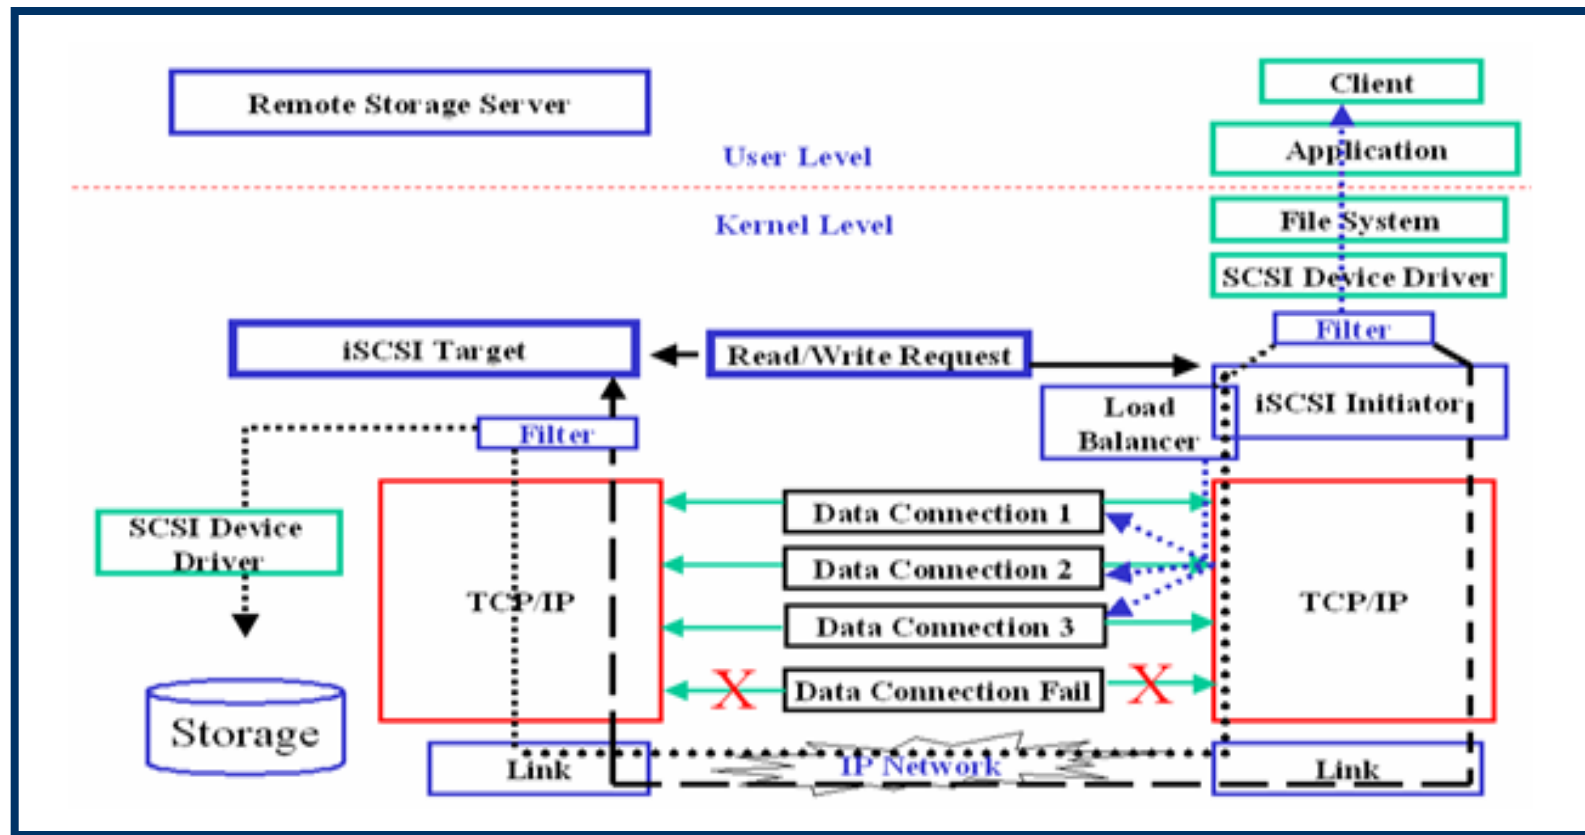 Remote Storage Server
Client
Application
User Level
Kernel Level
File System
SCSI Device Driver
Filter
iSCSI Target
Read/Write Request
iSCSI Initiator
Load
Balancer
Filter
SCSI Device
Driver
TCP/IP
Data Connection 1
Data Connection 2
Data Connection 3
X
Data Connection Fail
X
TCP/IP
Storage
Link
IP Network
Link